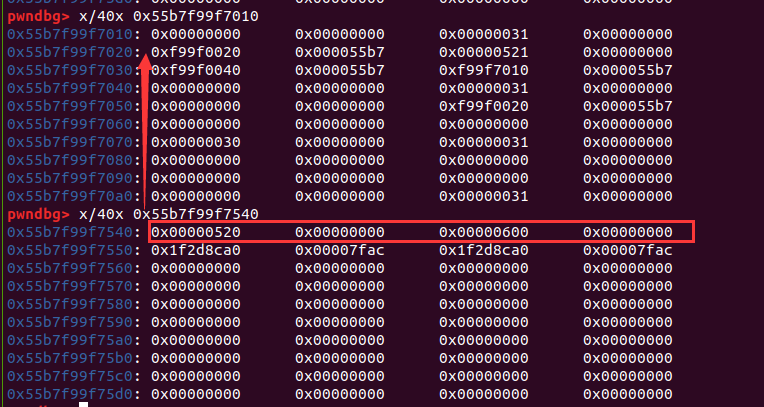 pwndbg> x/40x 0x55b7f99f7010
0x55b7f99f7010: 0x00000000 0x00000000 0x00000031 0x00000000
0x55b7f99f7020: 0xf99f0020 0x000055b7 0x00000521 0x00000000
0x55b7f99f7030: 0xf99f0040 0x000055b7 0xf99f7010 0x000055b7
0x55b7f99f7040: 0x00000000 0x00000000 0x00000031 0x00000000
0x55b7f99f7050: 0x00000000 0x00000000 0xf99f0020 0x000055b7
0x55b7f99f7060: 0x00000000 0x00000000 0x00000000 0x00000000
0x55b7f99f7070: 0x00000030 0x00000000 0x00000031 0x00000000
0x55b7f99f7080: 0x00000000 0x00000000 0x00000000 0x00000000
0x55b7f99f7090: 0x00000000 0x00000000 0x00000000 0x00000000
0x55b7f99f70a0: 0x00000000 0x00000000 0x00000031 0x00000000
pwndbg> x/40x 0x55b7f99f7540
0x55b7f99f7540: 0x00000520 0x00000000 0x00000600 0x00000000
0x55b7f99f7550: 0x1f2d8ca0 0x00007fac 0x1f2d8ca0 0x00007fac
0x55b7f99f7560: 0x00000000 0x00000000 0x00000000 0x00000000
0x55b7f99f7570: 0x00000000 0x00000000 0x00000000 0x00000000
0x55b7f99f7580: 0x00000000 0x00000000 0x00000000 0x00000000
0x55b7f99f7590: 0x00000000 0x00000000 0x00000000 0x00000000
0x55b7f99f75a0: 0x00000000 0x00000000 0x00000000 0x00000000
0x55b7f99f75b0: 0x00000000 0x00000000 0x00000000 0x00000000
0x55b7f99f75c0: 0x00000000 0x00000000 0x00000000 0x00000000
0x55b7f99f75d0: 0x00000000 0x00000000 0x00000000 0x00000000